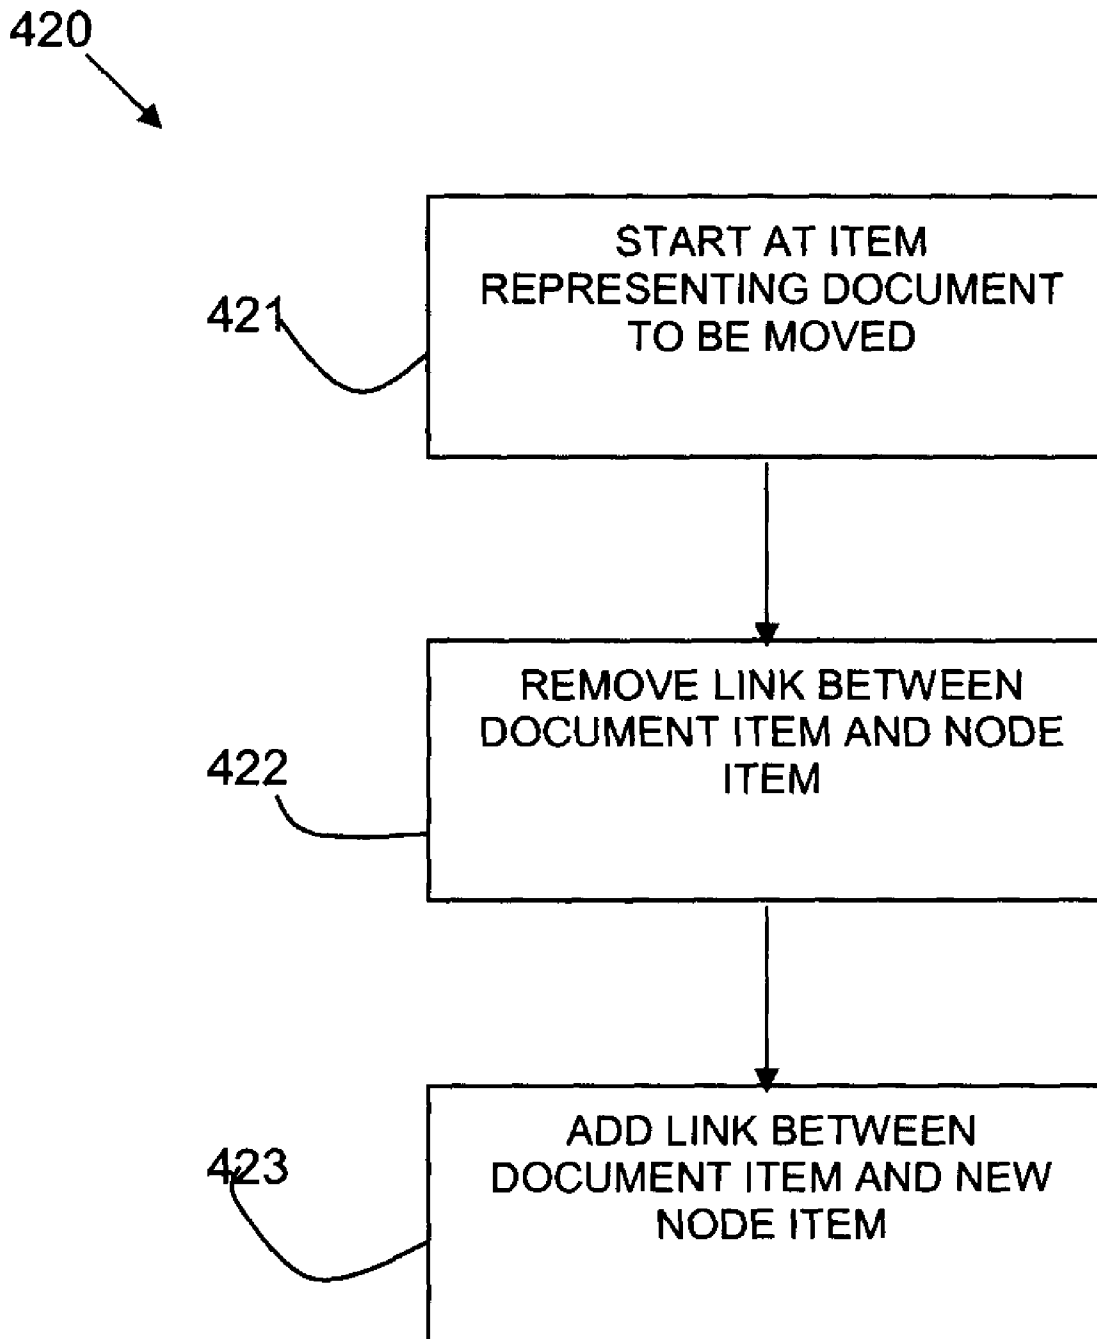 420
START AT ITEM
REPRESENTING DOCUMENT
TO BE MOVED
421
REMOVE LINK BETWEEN
DOCUMENT ITEM AND NODE
ITEM
422
ADD LINK BETWEEN
DOCUMENT ITEM AND NEW
NODE ITEM
423